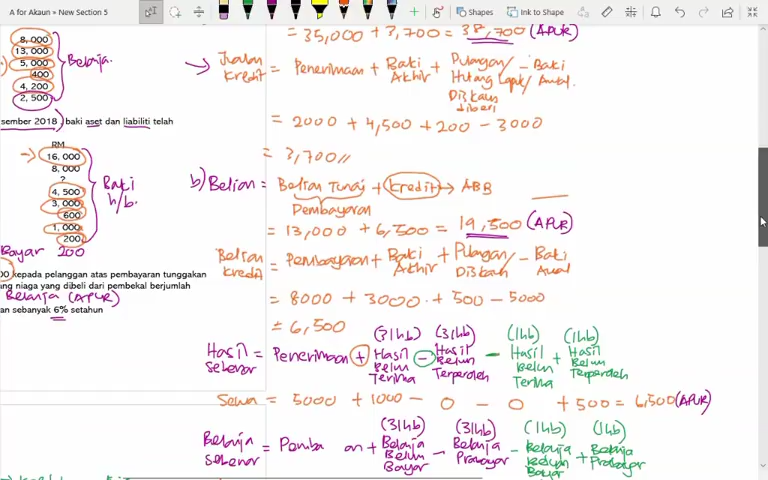 A for Akaun » New Section 5
Shapes
Ink to Shape
= 35,000 + 3,700 = 38,700 (APUR)
8, 000
13, 000
5, 000
400
4, 200
2, 500
Belanja.
→ Jualan Kredit = Penerimaan + Baki Akhir + Pulangan/ Hutang Lapuk/ Diskaun diberi - Baki Awal
sember 2018), baki aset dan liabiliti telah
= 2000 + 4,500 + 200 - 3000
= 3,700 //
RM
→ 16, 000
8, 000
?
4, 500
3, 000
600
1, 000
200
Baki h/b.
b) Belian = Belian Tunai + Kredit → ABB
Pembayaran
= 13,000 + 6,500 = 19,500 (APUR)
Bayar 200
00 kepada pelanggan atas pembayaran tunggakan
ang niaga yang dibeli dari pembekal berjumlah
Belanja (APUR)
an sebanyak 6% setahun
Belian Kredit = Pembayaran + Baki Akhir + Pulangan/ Diskaun - Baki Awal
= 8000 + 3000 + 500 - 5000
= 6,500
Hasil sebenar = Penerimaan + (31hb) Hasil Belum Terima - (31hb) Hasil Belum Terperoleh - (1hb) Hasil Belum Terima + (1hb) Hasil Belum Terperoleh
Sewa = 5000 + 1000 - 0 - 0 + 500 = 6,500 (APUR)
Belanja sebenar = Pemba an + (31hb) Belanja Belum Bayar - (31hb) Belanja Prabayar - (1hb) Belanja Belum Bayar + (1hb) Belanja Prabayar